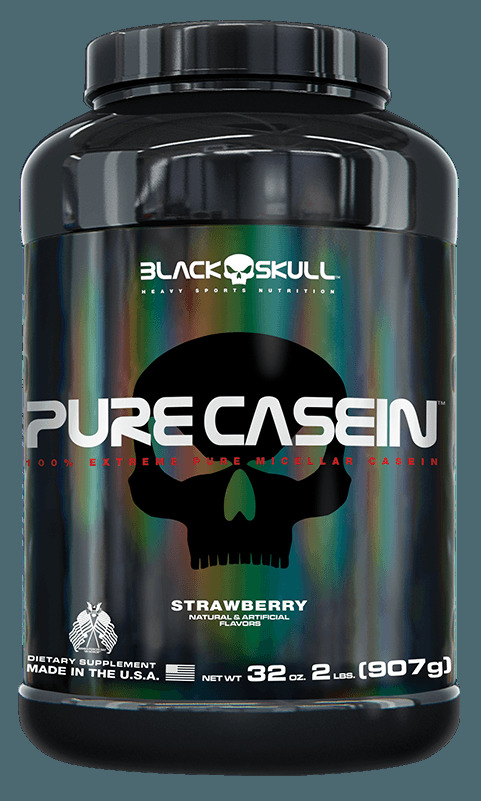 BLACK SKULL™
HEAVY SPORTS NUTRITION
PURE CASEIN™
100% EXTREME PURE MICELLAR CASEIN
STRAWBERRY
NATURAL & ARTIFICIAL
FLAVORS
DIETARY SUPPLEMENT
MADE IN THE U.S.A.
NET WT 32 OZ. 2 LBS. (907g)